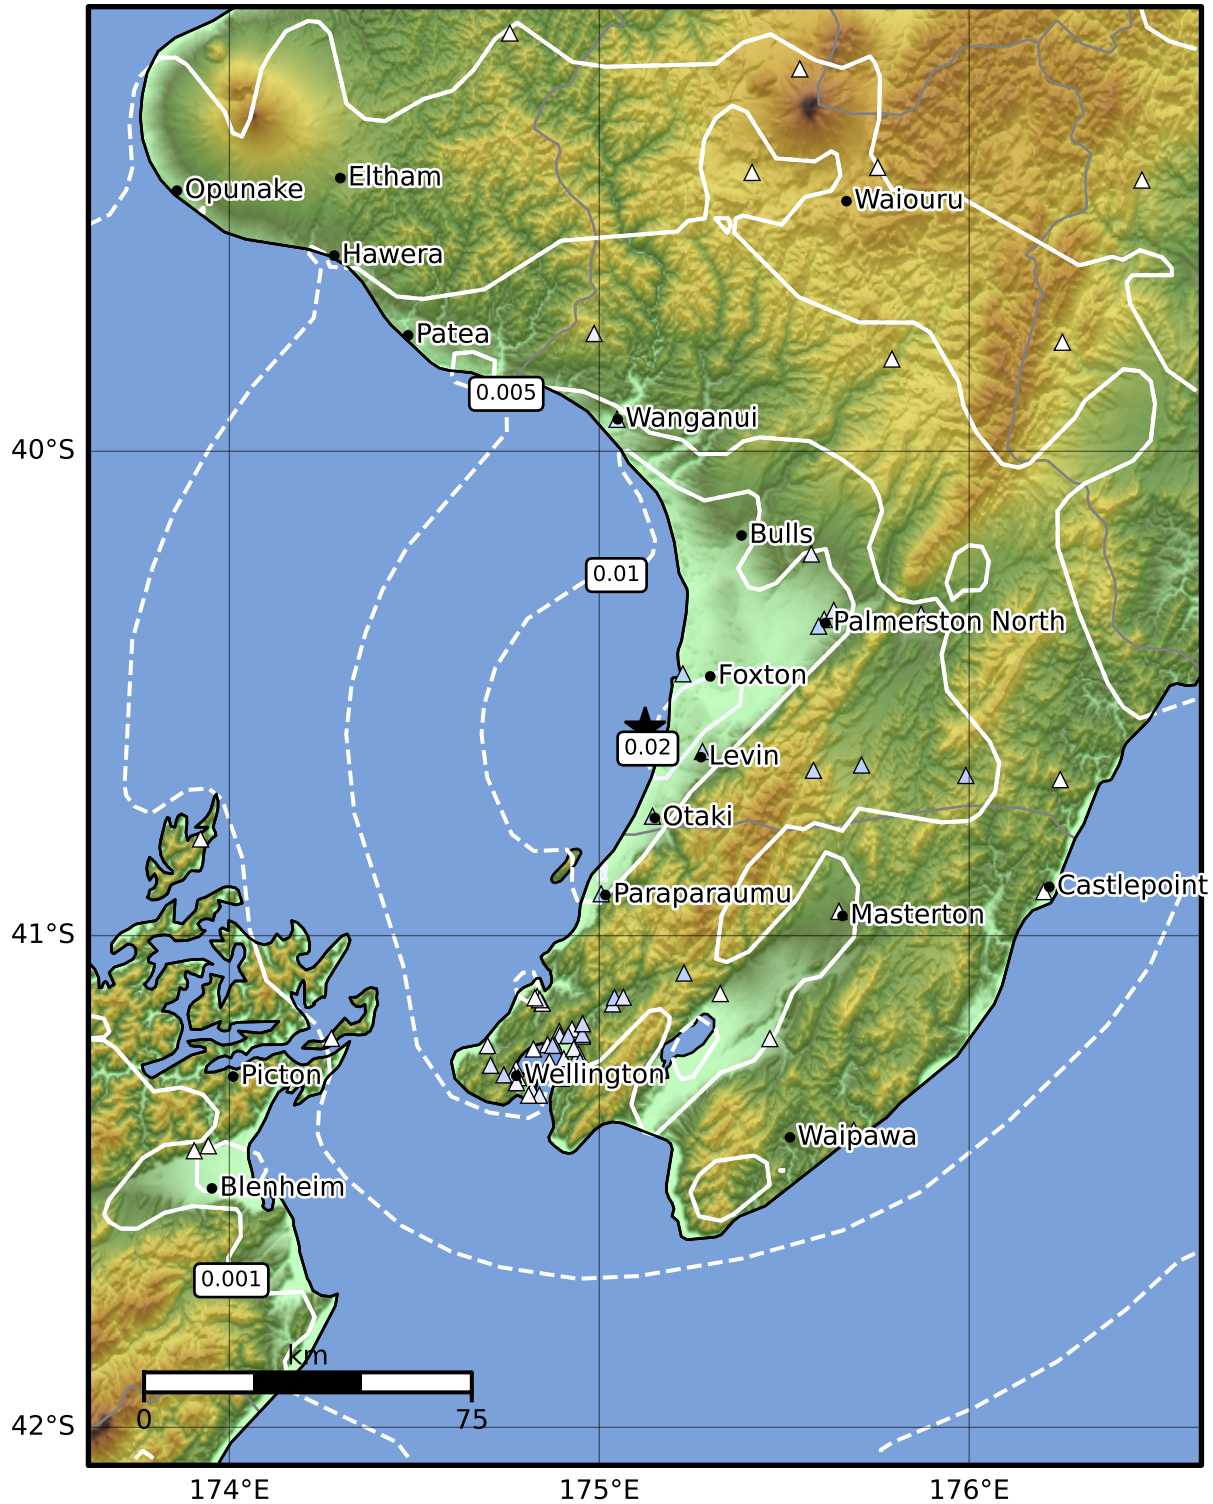 Opunake
Eltham
Waiouru
Hawera
Patea
0.005
Wanganui
40°S
Bulls
0.01
Palmerston North
Foxton
0.02
Levin
Otaki
Castlepoint
Paraparaumu
Masterton
41°S
Picton
Wellington
Waipawa
Blenheim
0.001
km
0
75
42°S
174°E
175°E
176°E